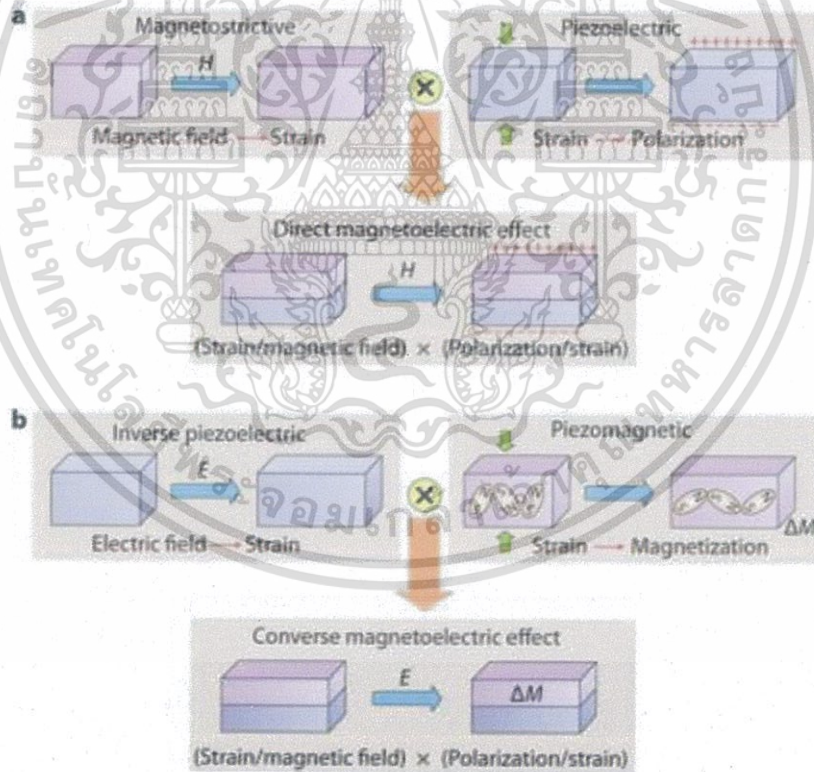 a
Magnetostrictive
H
Magnetic field → Strain
Piezoelectric
Strain → Polarization
Direct magnetoelectric effect
H
(Strain/magnetic field) × (Polarization/strain)
b
Inverse piezoelectric
E
Electric field → Strain
Piezomagnetic
Strain → Magnetization
ΔM
Converse magnetoelectric effect
E
ΔM
(Strain/magnetic field) × (Polarization/strain)